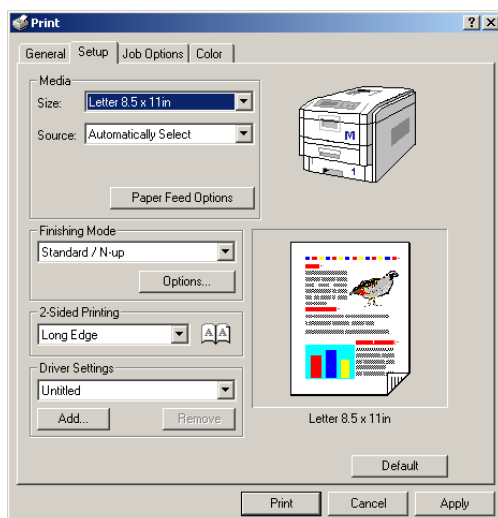 Print
General Setup Job Options Color
Media
Size: Letter 8.5 x 11in
Source: Automatically Select
M
1
Paper Feed Options
Finishing Mode
Standard / N-up
Options...
2-Sided Printing
Long Edge
A A
Driver Settings
Untitled
Add... Remove
Letter 8.5 x 11in
Default
Print Cancel Apply